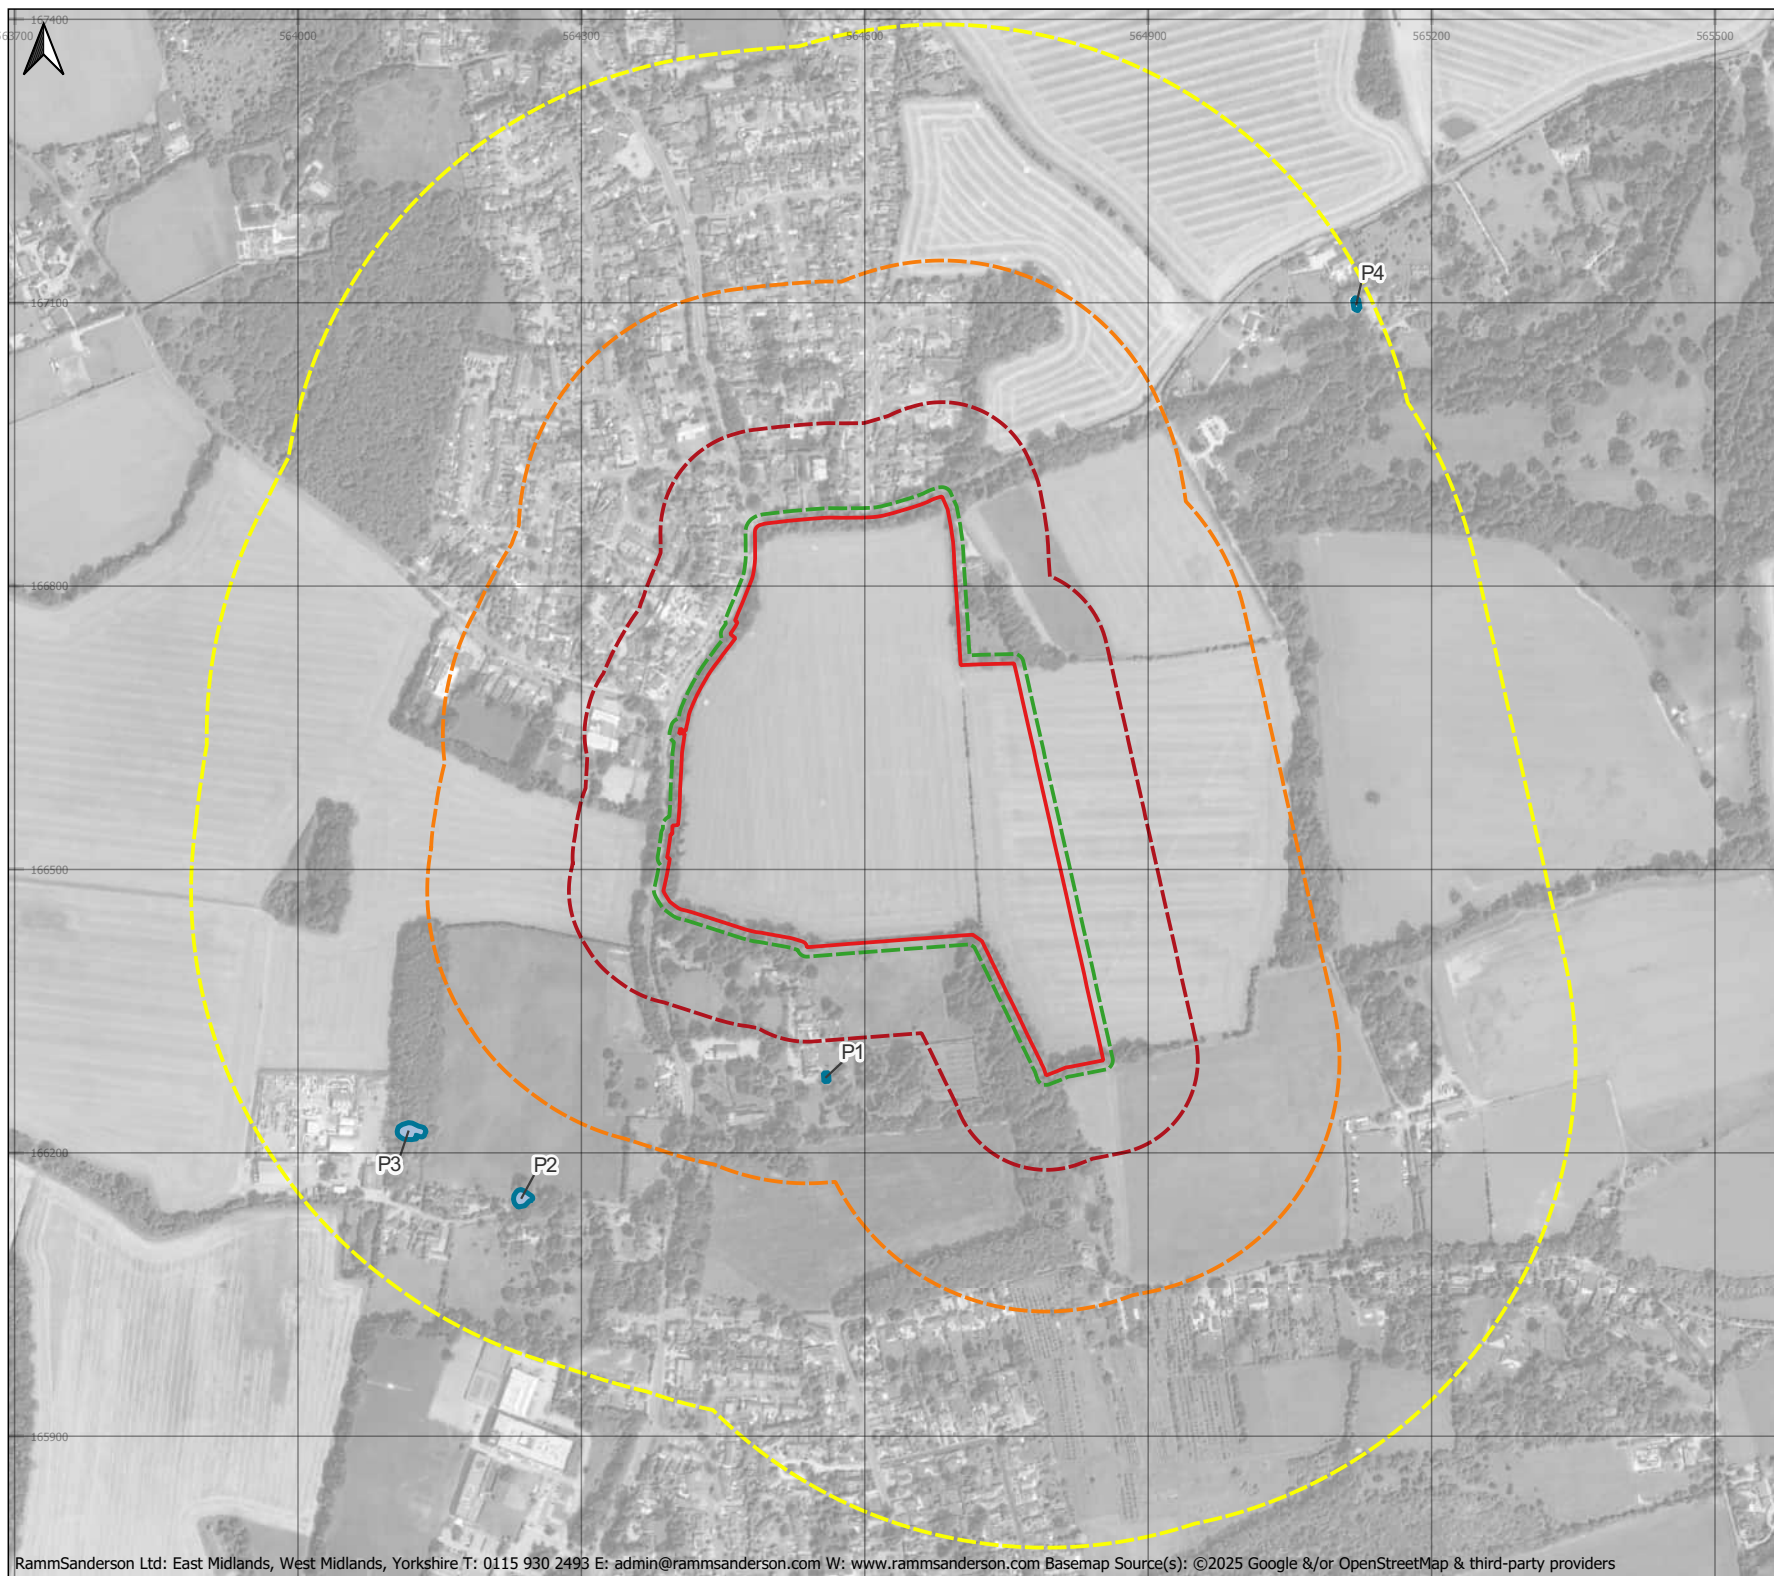 167400
563700 564000 564300 564600 564900 565200 565500
P4
167100
166800
166500
P1
P3
P2
166200
165900
RammSanderson Ltd: East Midlands, West Midlands, Yorkshire T: 0115 930 2493 E: admin@rammsanderson.com W: www.rammsanderson.com Basemap Source(s): ©2025 Google &/or OpenStreetMap & third-party providers